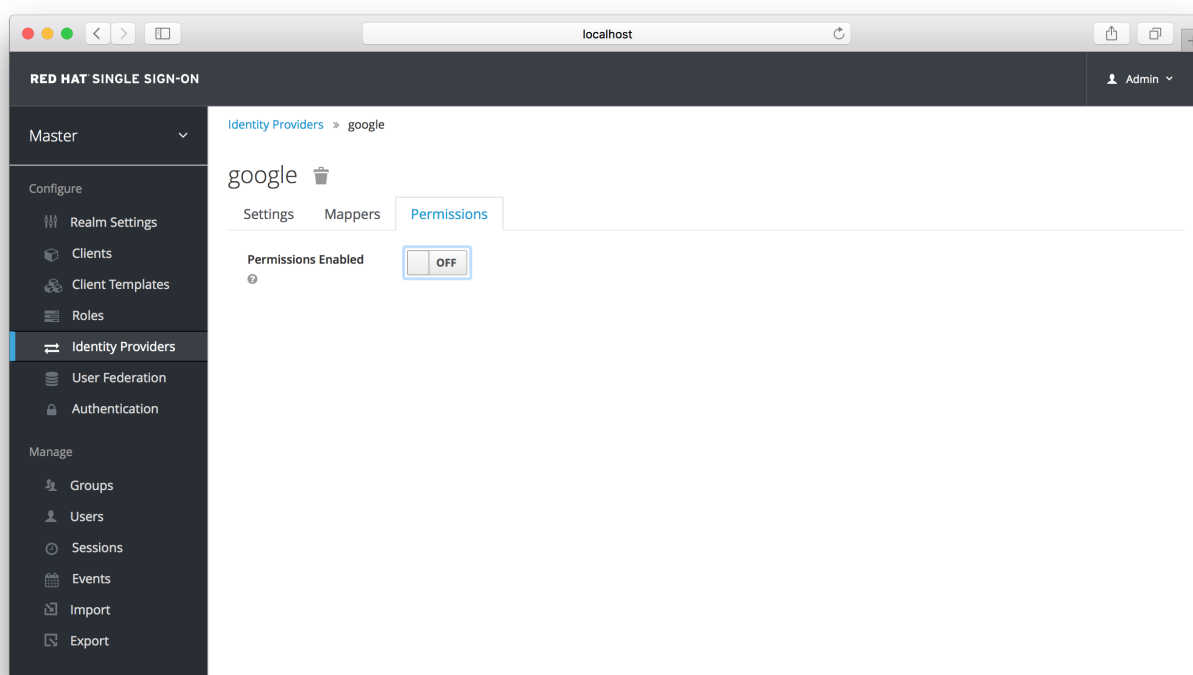 localhost
RED HAT SINGLE SIGN-ON
Admin
Master
Identity Providers » google
google
Settings Mappers Permissions
Permissions Enabled
OFF
Configure
Realm Settings
Clients
Client Templates
Roles
Identity Providers
User Federation
Authentication
Manage
Groups
Users
Sessions
Events
Import
Export